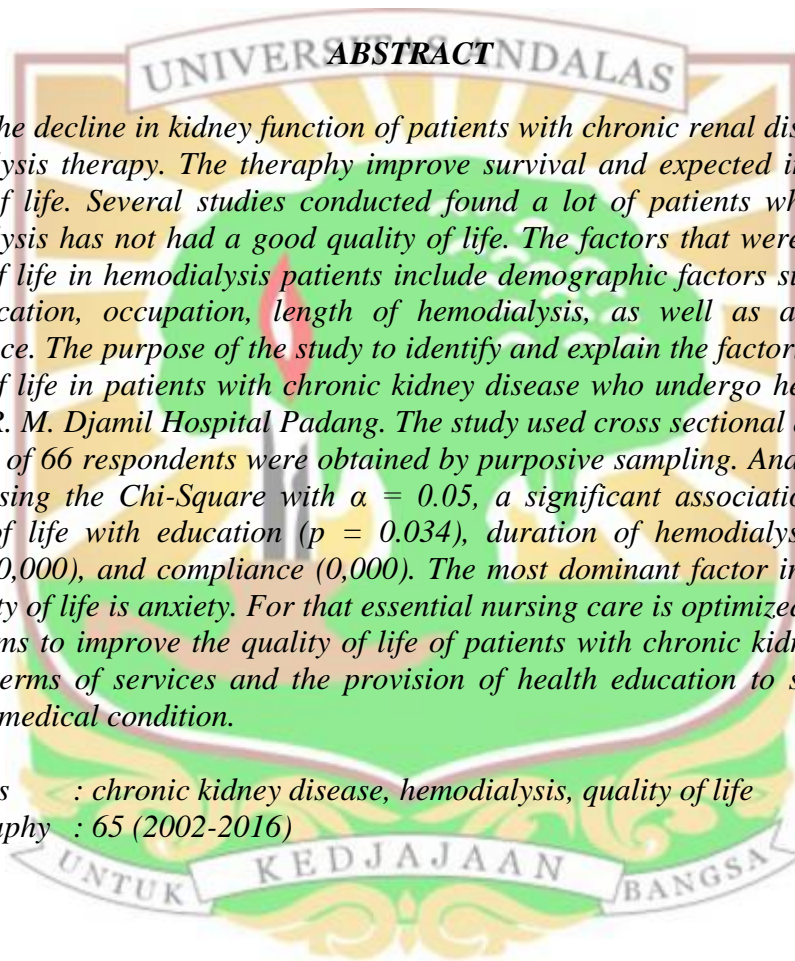 UNIVERSITAS ANDALAS
ABSTRACT
he decline in kidney function of patients with chronic renal dis
lysis therapy. The theraphy improve survival and expected i
of life. Several studies conducted found a lot of patients wh
lysis has not had a good quality of life. The factors that were
of life in hemodialysis patients include demographic factors su
cation, occupation, length of hemodialysis, as well as a
ce. The purpose of the study to identify and explain the factor
of life in patients with chronic kidney disease who undergo he
R. M. Djamil Hospital Padang. The study used cross sectional
of 66 respondents were obtained by purposive sampling. And
sing the Chi-Square with α = 0.05, a significant associatio
of life with education (p = 0.034), duration of hemodialys
0,000), and compliance (0,000). The most dominant factor in
ty of life is anxiety. For that essential nursing care is optimized
ms to improve the quality of life of patients with chronic kidn
erms of services and the provision of health education to s
medical condition.
s : chronic kidney disease, hemodialysis, quality of life
aphy : 65 (2002-2016)
UNTUK KEDJAJAAN BANGSA